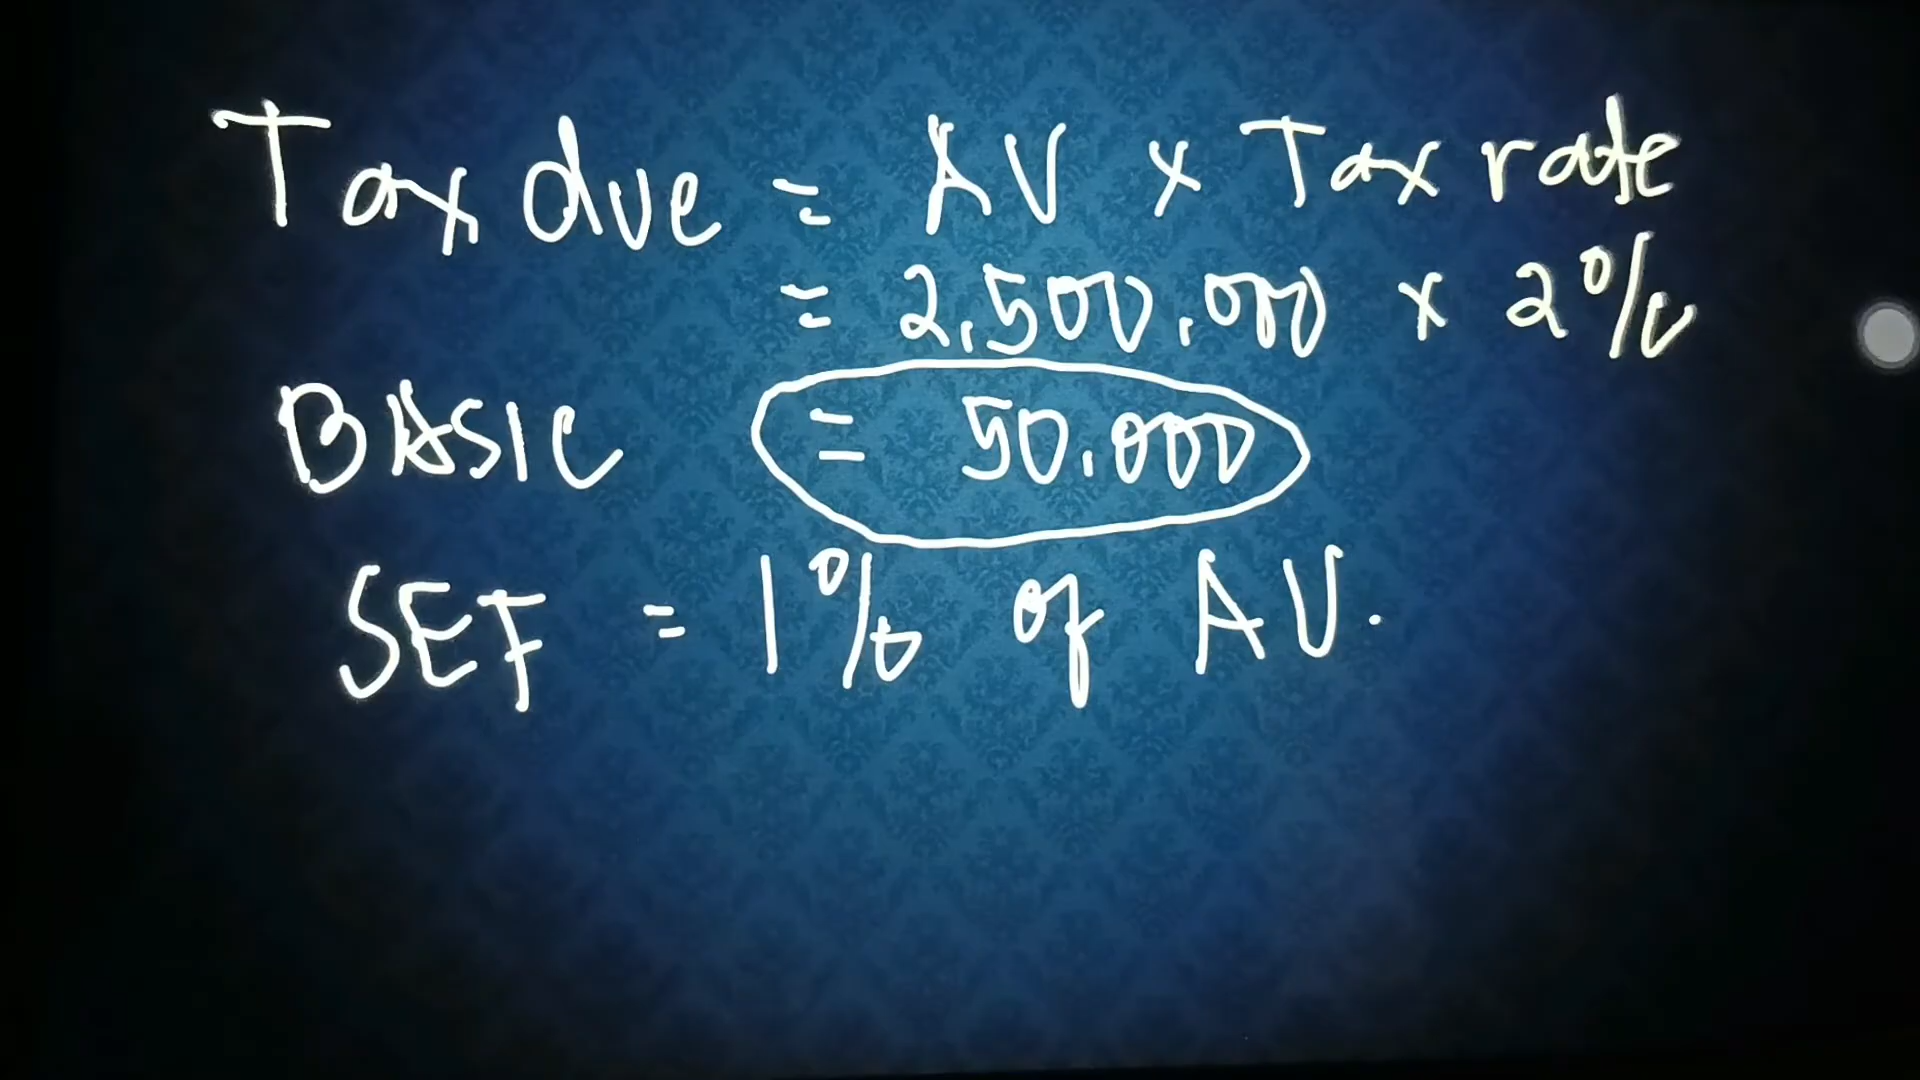 Tax due = AV x Tax rate
= 2,500,000 x 2%
BASIC = 50,000
SEF = 1% of AV.